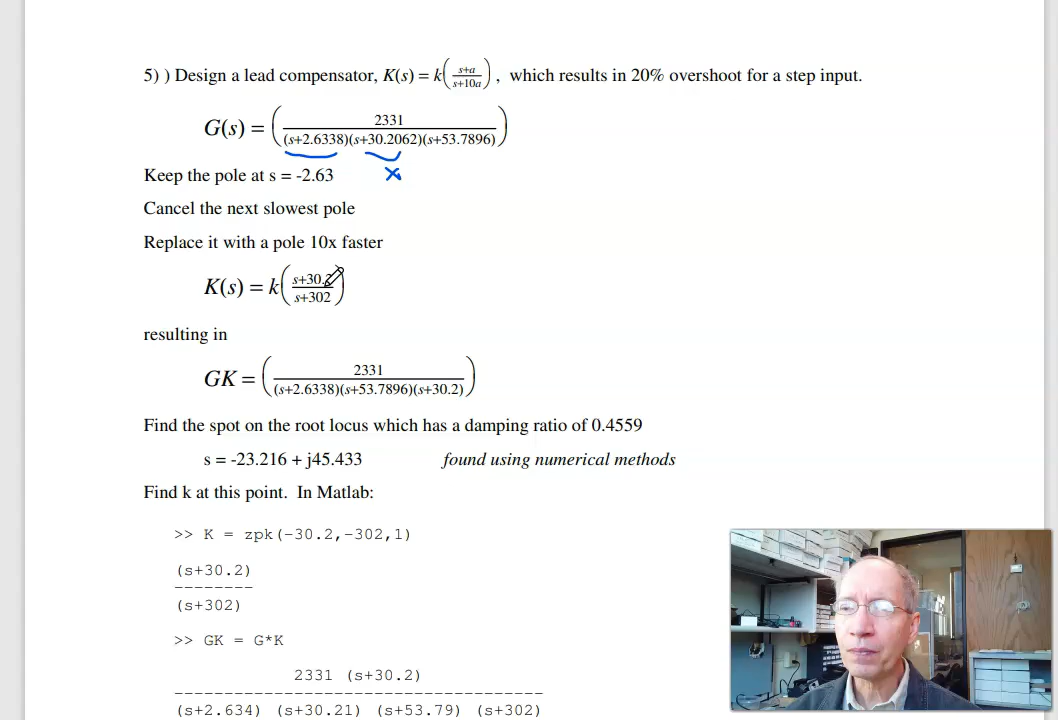 5) ) Design a lead compensator, K(s) = k( s+a / s+10a ), which results in 20% overshoot for a step input.
G(s) = ( 2331 / (s+2.6338)(s+30.2062)(s+53.7896) )
Keep the pole at s = -2.63
x
Cancel the next slowest pole
Replace it with a pole 10x faster
K(s) = k( s+30. / s+302 )
resulting in
GK = ( 2331 / (s+2.6338)(s+53.7896)(s+30.2) )
Find the spot on the root locus which has a damping ratio of 0.4559
s = -23.216 + j45.433 found using numerical methods
Find k at this point. In Matlab:
>> K = zpk(-30.2,-302,1)
(s+30.2)
--------
(s+302)
>> GK = G*K
2331 (s+30.2)
-----------------------------------
(s+2.634) (s+30.21) (s+53.79) (s+302)